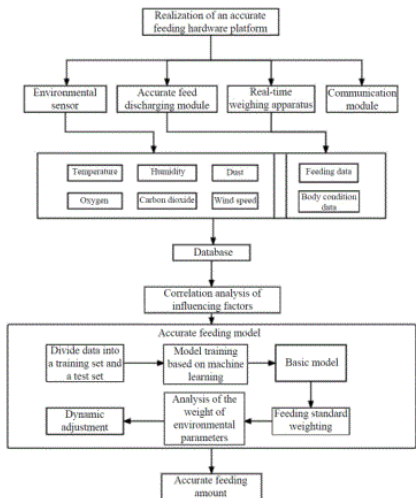 Realization of an accurate
feeding hardware platform
Environmental
sensor
Accurate feed
discharging module
Real-time
weighing apparatus
Communication
module
Temperature
Humidity
Dust
Feeding data
Oxygen
Carbon dioxide
Wind speed
Body condition
data
Database
Correlation analysis of
influencing factors
Accurate feeding model
Divide data into
a training set and
a test set
Model training
based on machine
learning
Basic model
Dynamic
adjustment
Analysis of the
weight of
environmental
parameters
Feeding standard
weighting
Accurate feeding
amount